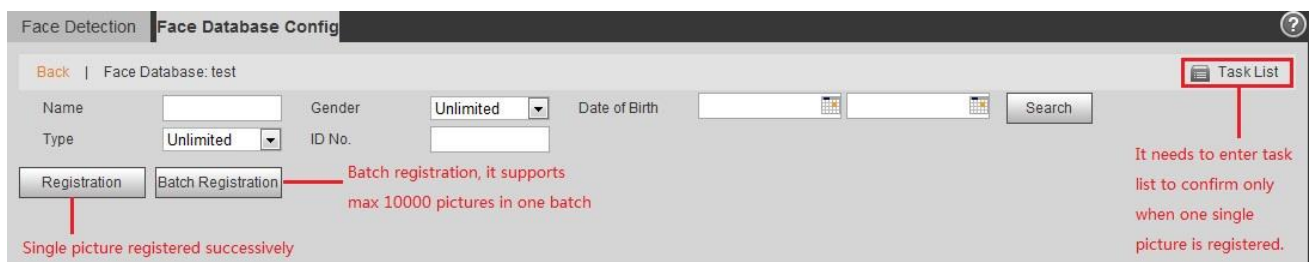 Face Detection Face Database Config ?
Back | Face Database: test Task List
Name Gender Unlimited Date of Birth Search
Type Unlimited ID No.
Registration Batch Registration
Batch registration, it supports
max 10000 pictures in one batch
Single picture registered successively
It needs to enter task
list to confirm only
when one single
picture is registered.